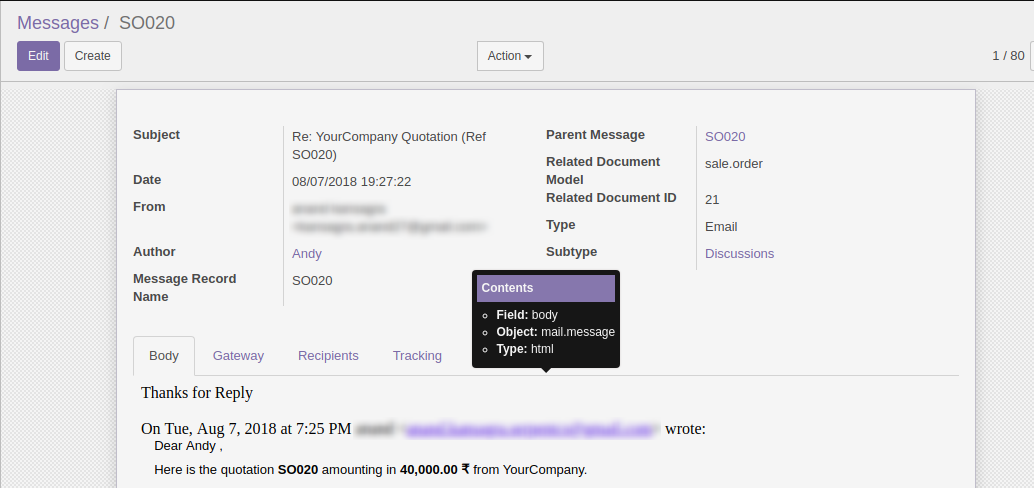 Messages / SO020
Edit Create Action 1 / 80
Subject Re: YourCompany Quotation (Ref SO020)
Date 08/07/2018 19:27:22
From
Author Andy
Message Record Name SO020
Parent Message SO020
Related Document Model sale.order
Related Document ID 21
Type Email
Subtype Discussions
Contents
Field: body
Object: mail.message
Type: html
Body Gateway Recipients Tracking
Thanks for Reply
On Tue, Aug 7, 2018 at 7:25 PM wrote:
Dear Andy ,
Here is the quotation SO020 amounting in 40,000.00 ₹ from YourCompany.